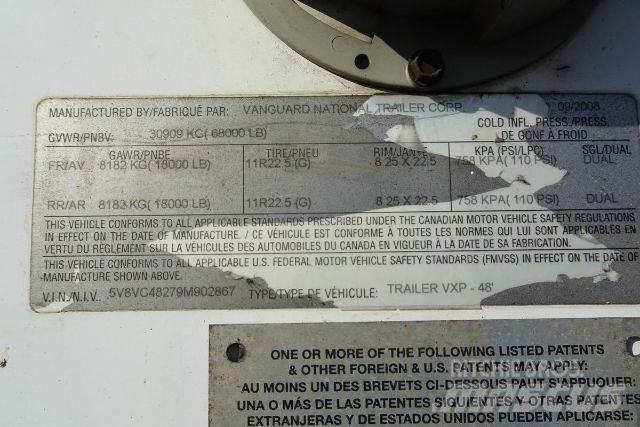 MANUFACTURED BY/FABRIQUÉ PAR: VANGUARD NATIONAL TRAILER CORP. 09/2008
GVWR/PNBV: 30909 KG( 68000 LB) COLD INFL. PRESS./PRESS DE GONF À FROID
GAWR/PNBE TIRE/PNEU RIM/JANTE KPA (PSI/LPC) SGL/DUAL
FR/AV 8182 KG( 18000 LB) 11R22.5 (G) 8.25 X 22.5 758 KPA( 110 PSI) DUAL
RR/AR 8182 KG( 18000 LB) 11R22.5 (G) 8.25 X 22.5 758 KPA( 110 PSI) DUAL
THIS VEHICLE CONFORMS TO ALL APPLICABLE STANDARDS PRESCRIBED UNDER THE CANADIAN MOTOR VEHICLE SAFETY REGULATIONS
IN EFFECT ON THE DATE OF MANUFACTURE. / CE VÉHICULE EST CONFORME À TOUTES LES NORMES QUI LUI SONT APPLICABLES EN
VERTU DU RÈGLEMENT SUR LA SÉCURITÉ DES VÉHICULES DES AUTOMOBILES DU CANADA EN VIGUEUR À LA DATE DE SA FABRICATION.
THIS VEHICLE CONFORMS TO ALL APPLICABLE U.S. FEDERAL MOTOR VEHICLE SAFETY STANDARDS (FMVSS) IN EFFECT ON THE DATE OF
MANUFACTURE SHOWN ABOVE.
V.I.N./N.I.V. 5V8VC48279M902867 TYPE/TYPE DE VÉHICULE: TRAILER VXP - 48'
ONE OR MORE OF THE FOLLOWING LISTED PATENTS
& OTHER FOREIGN & U.S. PATENTS MAY APPLY:
AU MOINS UN DES BREVETS CI-DESSOUS PAUT S'APPLIQUER:
UNA O MÁS DE LAS PATENTES SIQUIENTES Y OTRAS PATENTES
EXTRANJERAS Y DE ESTADOS UNIDOS PUEDEN APLICARSE: